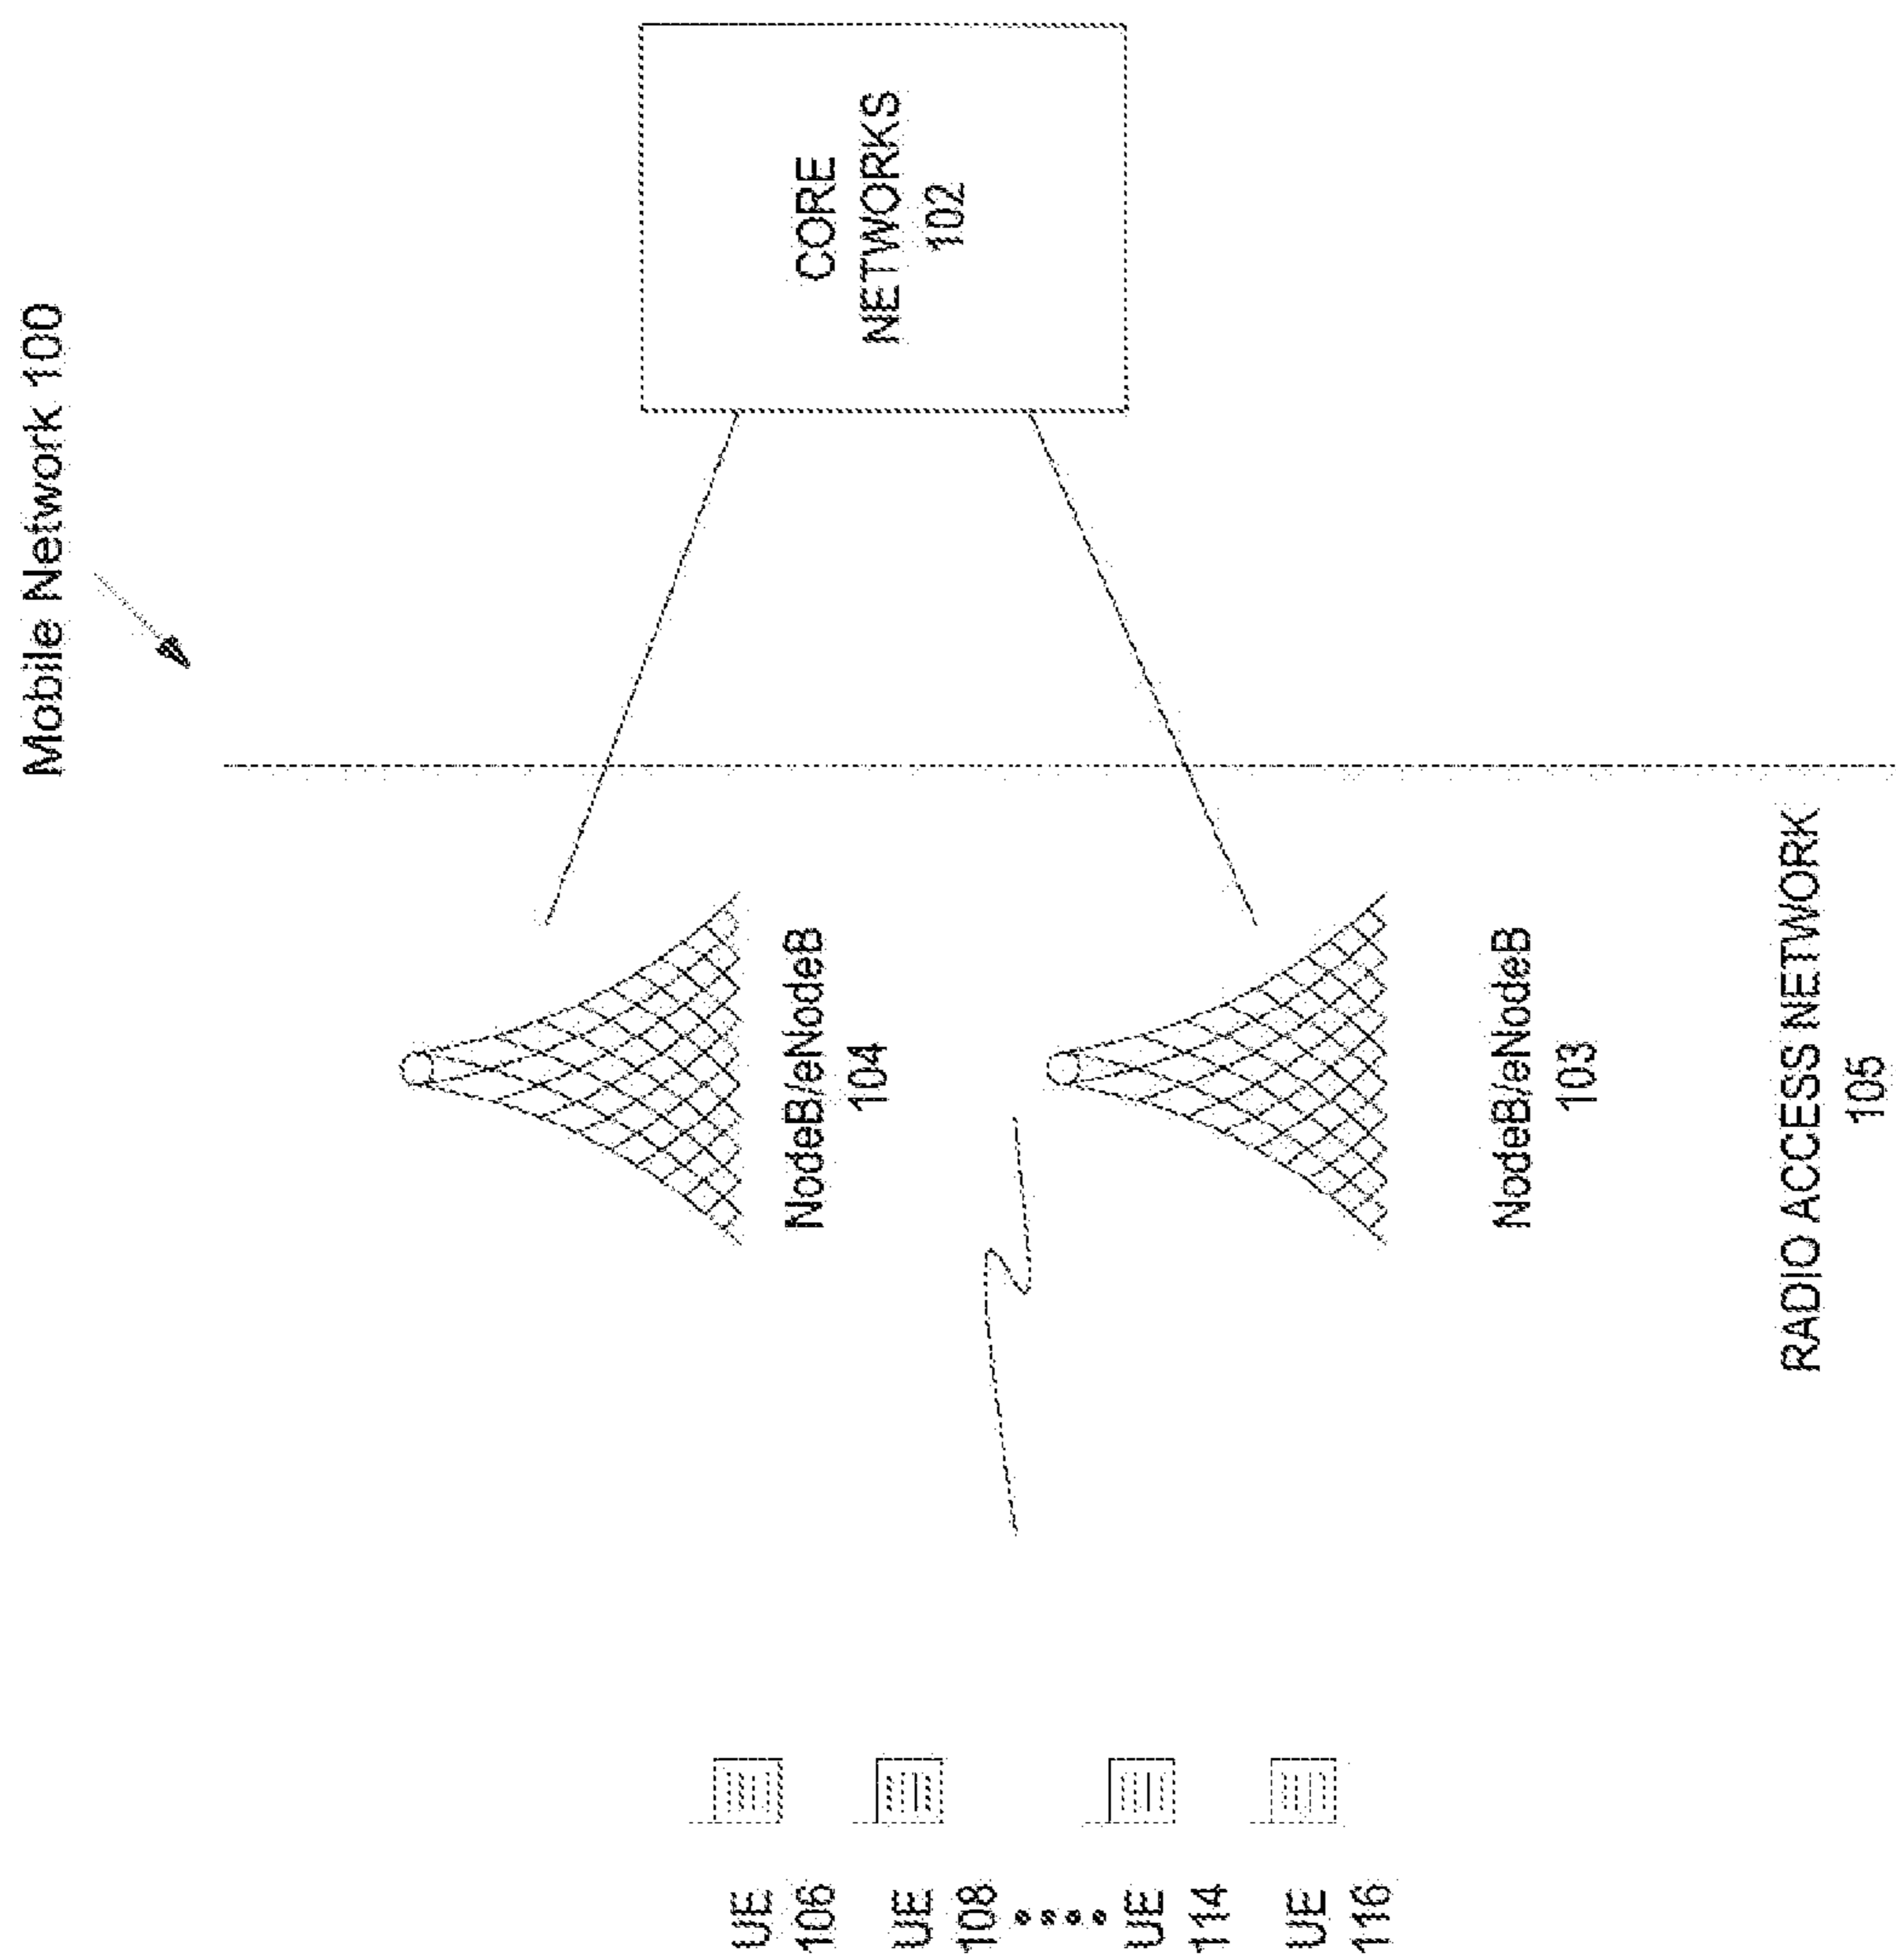 Mobile Network 100
CORE
NETWORKS
102
NodeB/eNodeB
104
NodeB/eNodeB
103
RADIO ACCESS NETWORK
105
UE
106
UE
108
UE
114
UE
116